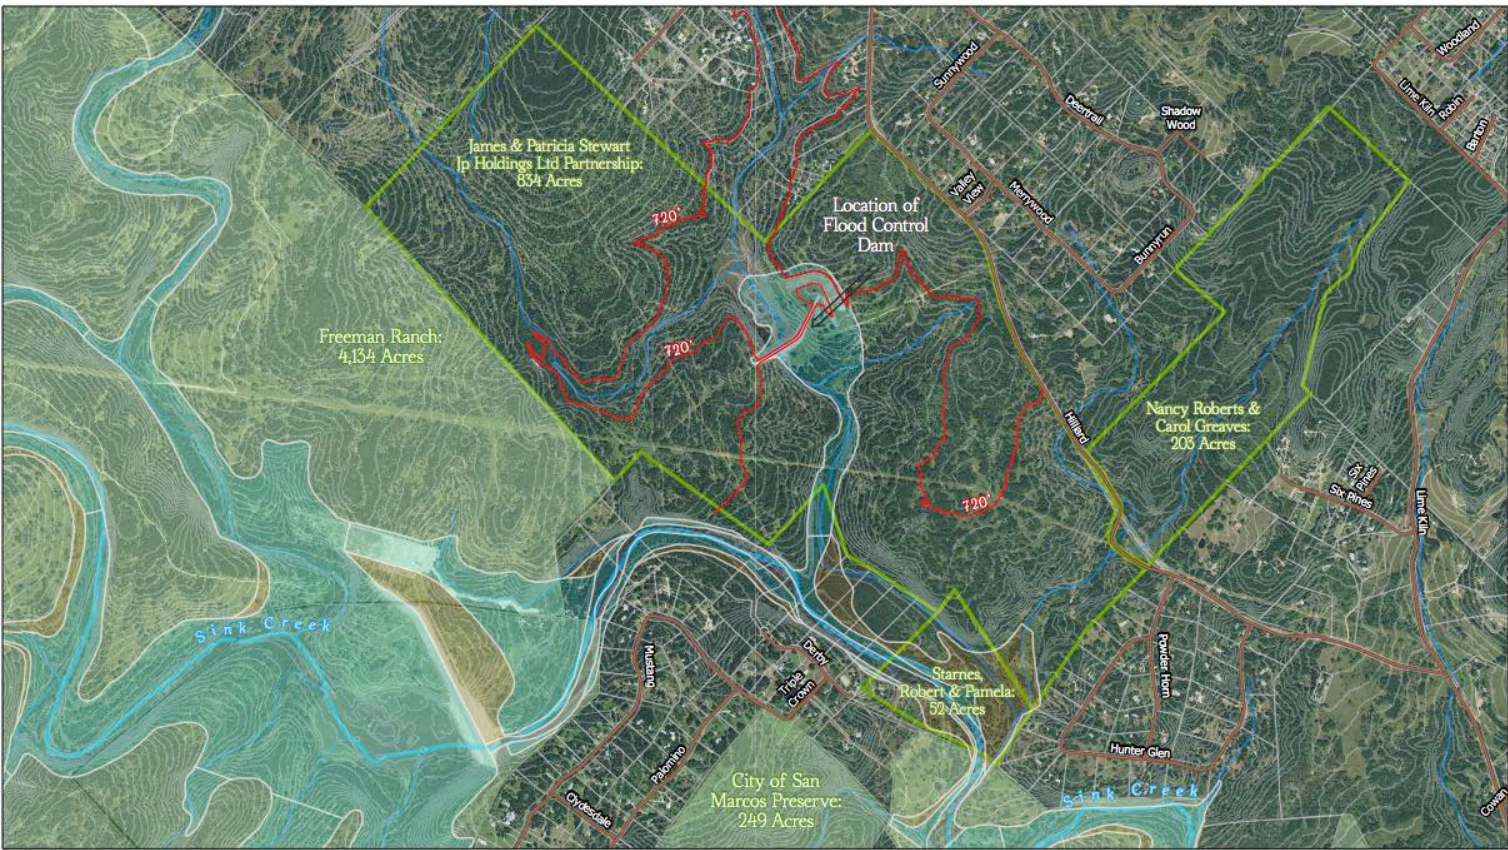 Woodland
Sunnywood
Lime Kiln
Robin
Barton
Deertrail
Shadow
Wood
James & Patricia Stewart
Jp Holdings Ltd Partnership:
834 Acres
Valley
View
Merrywood
Location of
Flood Control
Dam
720'
Bunnyrun
Freeman Ranch:
4,134 Acres
720'
Nancy Roberts &
Carol Greaves:
203 Acres
Hilliard
Six
Pines
Six Pines
Lime Kiln
720'
Sink Creek
Mustang
Derby
Triple
Crown
Powder Horn
Starnes,
Robert & Pamela:
52 Acres
Hunter Glen
Palomino
City of San
Marcos Preserve:
249 Acres
Sink Creek
Clydesdale
Cowan